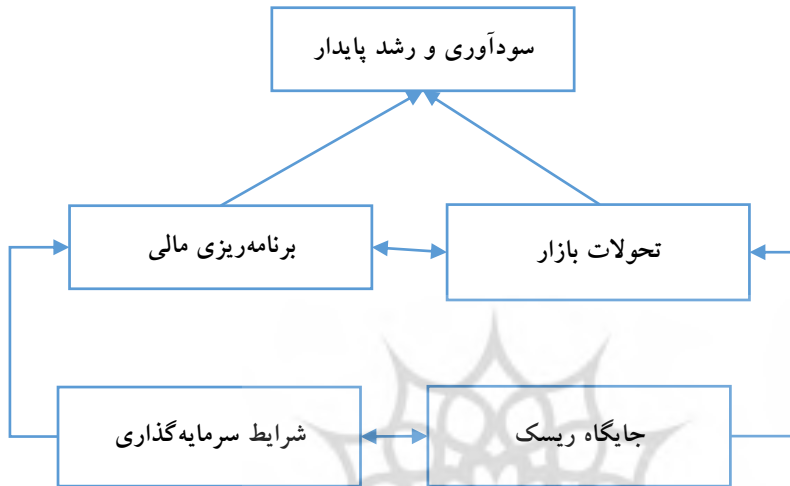 سودآوری و رشد پایدار
تحولات بازار
برنامه‌ریزی مالی
جایگاه ریسک
شرایط سرمایه‌گذاری